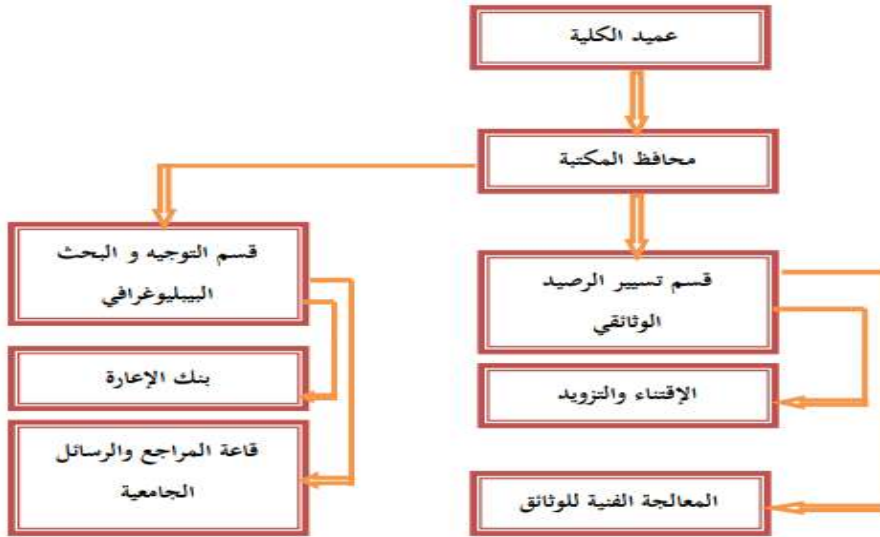 عميد الكلية
محافظ المكتبة
قسم تسيير الرصيد
الوثائقي
الإقتناء والتزويد
المعالجة الفنية للوثائق
قسم التوجيه و البحث
البيبليوغرافي
بنك الإعارة
قاعة المراجع والرسائل
الجامعية